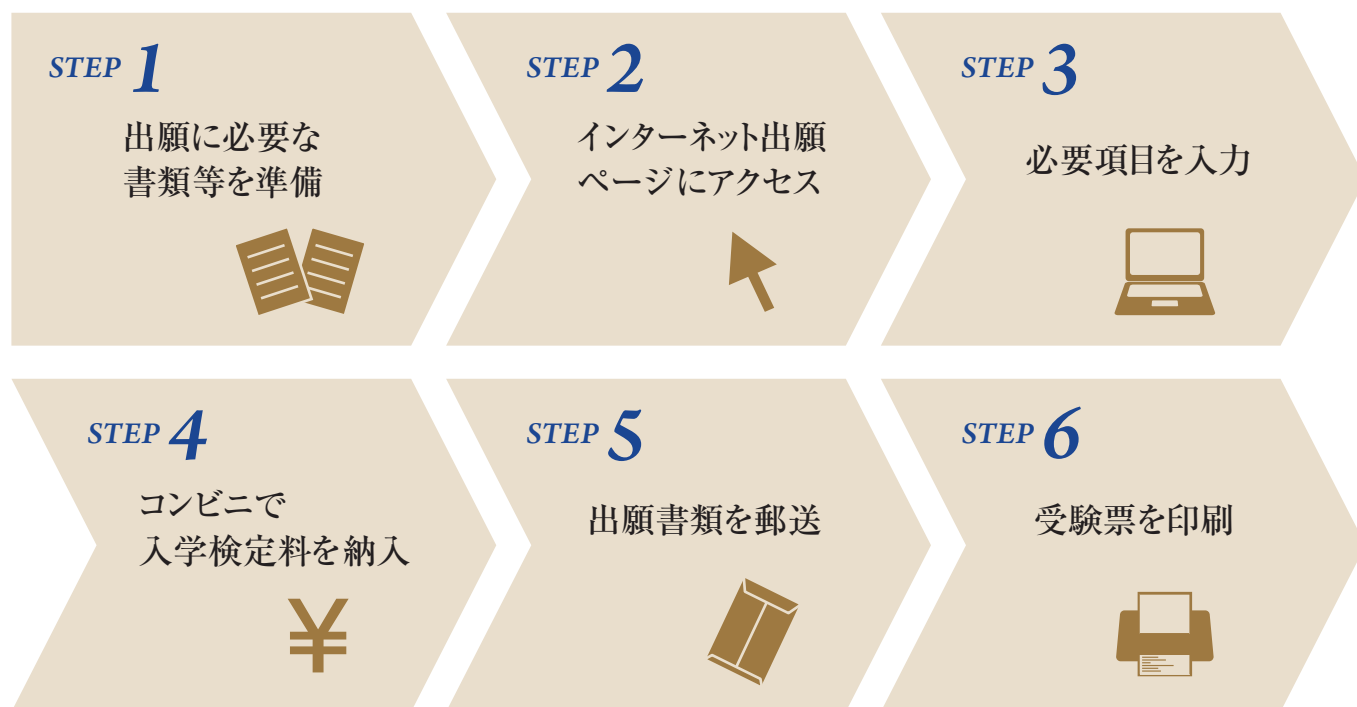 STEP 1
出願に必要な
書類等を準備
STEP 2
インターネット出願
ページにアクセス
STEP 3
必要項目を入力
STEP 4
コンビニで
入学検定料を納入
¥
STEP 5
出願書類を郵送
STEP 6
受験票を印刷